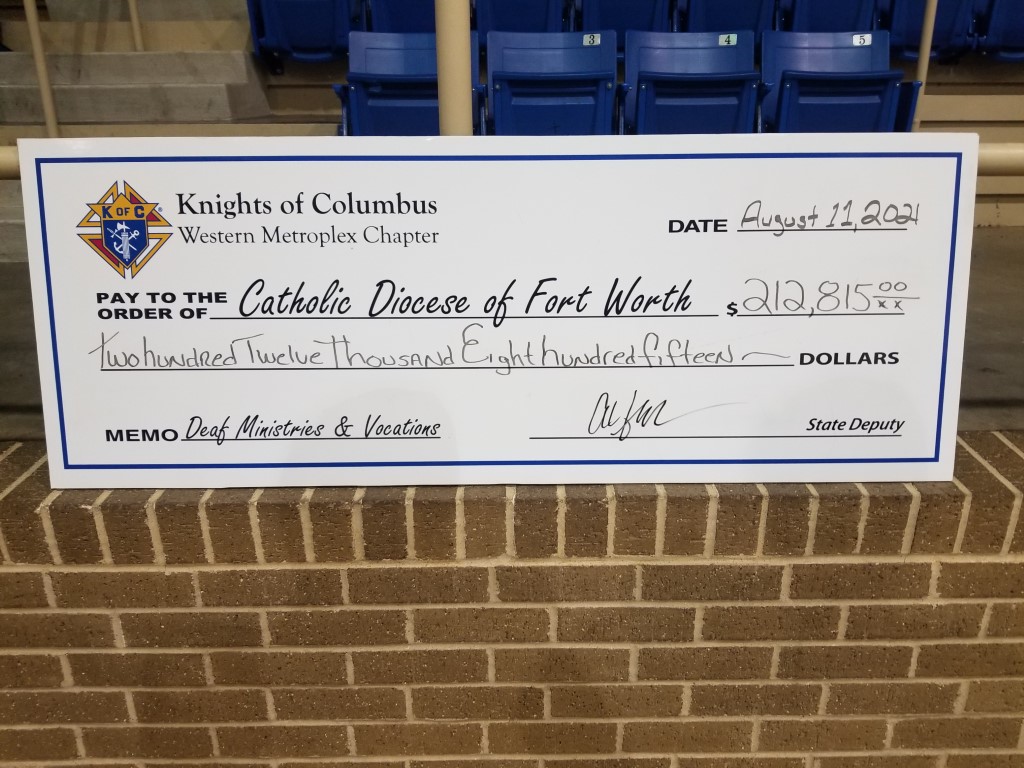 3 4 5
K OF C
Knights of Columbus
Western Metroplex Chapter
DATE August 11, 2021
PAY TO THE
ORDER OF Catholic Diocese of Fort Worth $ 212,815 00/xx
Two hundred Twelve Thousand Eight hundred fifteen DOLLARS
MEMO Deaf Ministries & Vocations
State Deputy